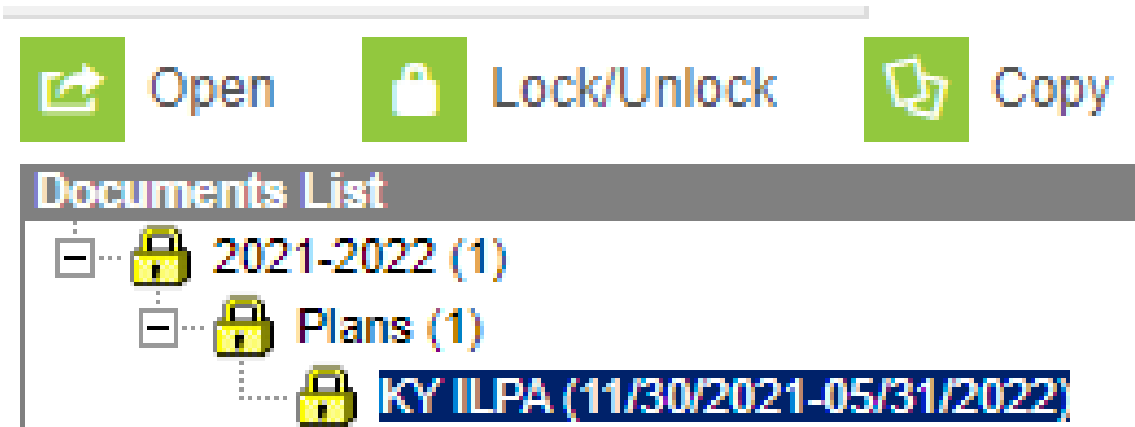 Open Lock/Unlock Copy
Documents List
2021-2022 (1)
Plans (1)
KY ILPA (11/30/2021-05/31/2022)